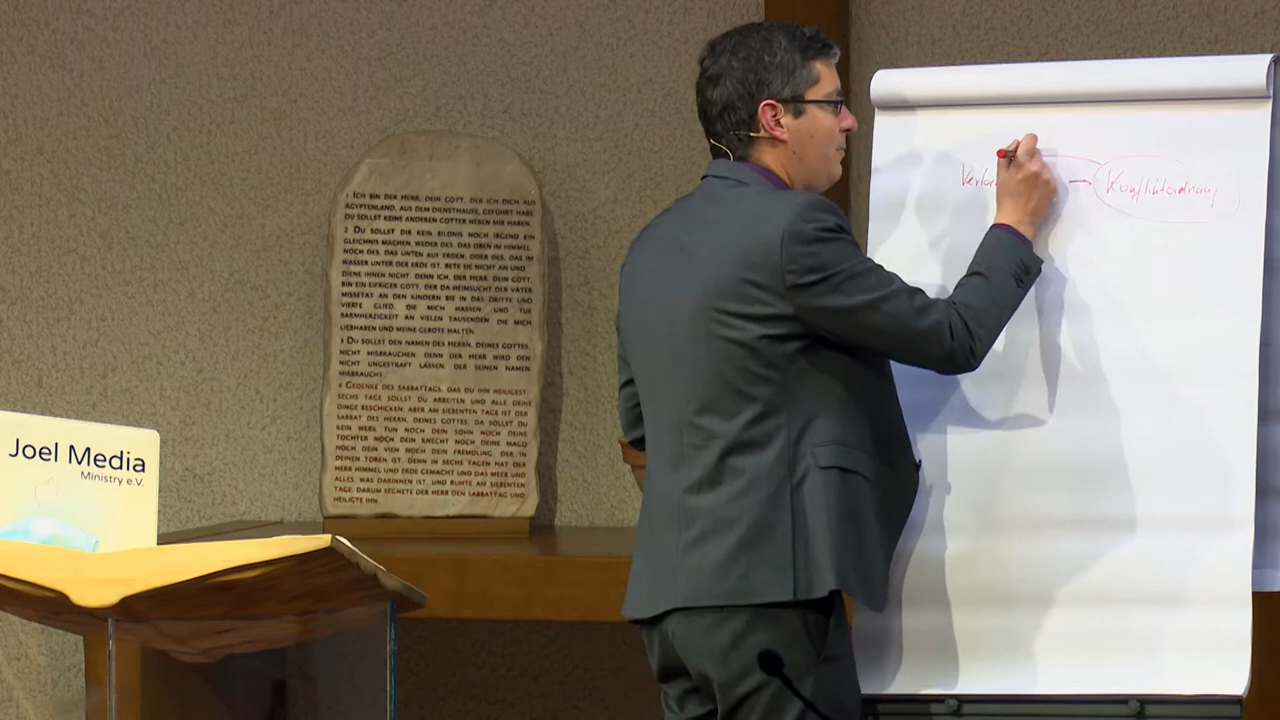 Joel Media
Ministry e.V.
1 ICH BIN DER HERR, DEIN GOTT, DER ICH DICH AUS
ÄGYPTENLAND, AUS DEM DIENSTHAUSE, GEFÜHRT HABE
DU SOLLST KEINE ANDEREN GÖTTER NEBEN MIR HABEN.
2 DU SOLLST DIR KEIN BILDNIS NOCH IRGEND EIN
GLEICHNIS MACHEN, WEDER DES, DAS OBEN IM HIMMEL,
NOCH DES, DAS UNTEN AUF ERDEN, ODER DES, DAS IM
WASSER UNTER DER ERDE IST. BETE SIE NICHT AN UND
DIENE IHNEN NICHT. DENN ICH, DER HERR, DEIN GOTT,
BIN EIN EIFRIGER GOTT, DER DA HEIMSUCHT DER VÄTER
MISSETAT AN DEN KINDERN BIS IN DAS DRITTE UND
VIERTE GLIED, DIE MICH HASSEN; UND TUE
BARMHERZIGKEIT AN VIELEN TAUSENDEN, DIE MICH
LIEBHABEN UND MEINE GEBOTE HALTEN.
3 DU SOLLST DEN NAMEN DES HERRN, DEINES GOTTES,
NICHT MISBRAUCHEN, DENN DER HERR WIRD DEN
NICHT UNGESTRAFT LASSEN, DER SEINEN NAMEN
MISBRAUCHT.
4 GEDENKE DES SABBATTAGS, DAS DU IHN HEILIGEST.
SECHS TAGE SOLLST DU ARBEITEN UND ALLE DEINE
DINGE BESCHICKEN; ABER AM SIEBENTEN TAGE IST DER
SABBAT DES HERRN, DEINES GOTTES. DA SOLLST DU
KEIN WERK TUN NOCH DEIN SOHN NOCH DEINE
TOCHTER NOCH DEIN KNECHT NOCH DEINE MAGD
NOCH DEIN VIEH NOCH DEIN FREMDLING, DER IN
DEINEN TOREN IST. DENN IN SECHS TAGEN HAT DER
HERR HIMMEL UND ERDE GEMACHT UND DAS MEER UND
ALLES, WAS DARINNEN IST, UND RUHTE AM SIEBENTEN
TAGE. DARUM SEGNETE DER HERR DEN SABBATTAG UND
HEILIGTE IHN.
→ Konfliktordnung